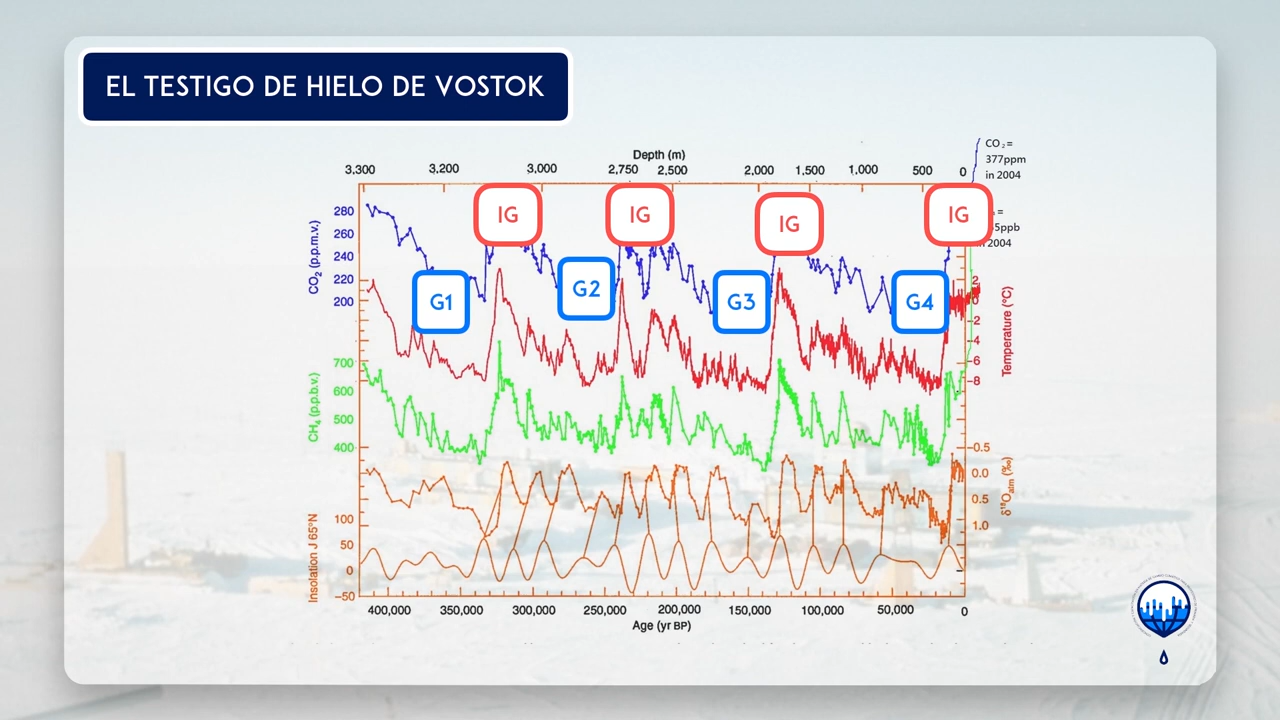 EL TESTIGO DE HIELO DE VOSTOK
Depth (m)
3,300 3,200 3,000 2,750 2,500 2,000 1,500 1,000 500 0
CO₂ =
377ppm
in 2004
IG IG IG IG
=
5ppb
2004
G1 G2 G3 G4
CO₂ (p.p.m.v.)
280
260
240
220
200
CH₄ (p.p.b.v.)
700
600
500
400
Insolation J 65°N
100
50
0
−50
2
0
−2
−4
−6
−8
Temperature (°C)
−0.5
0.0
0.5
1.0
δ¹⁸Oatm (‰)
400,000 350,000 300,000 250,000 200,000 150,000 100,000 50,000 0
Age (yr BP)